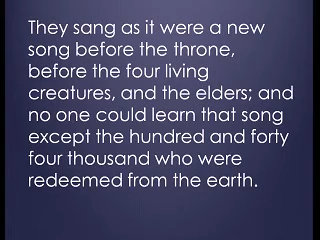 They sang as it were a new
song before the throne,
before the four living
creatures, and the elders; and
no one could learn that song
except the hundred and forty
four thousand who were
redeemed from the earth.